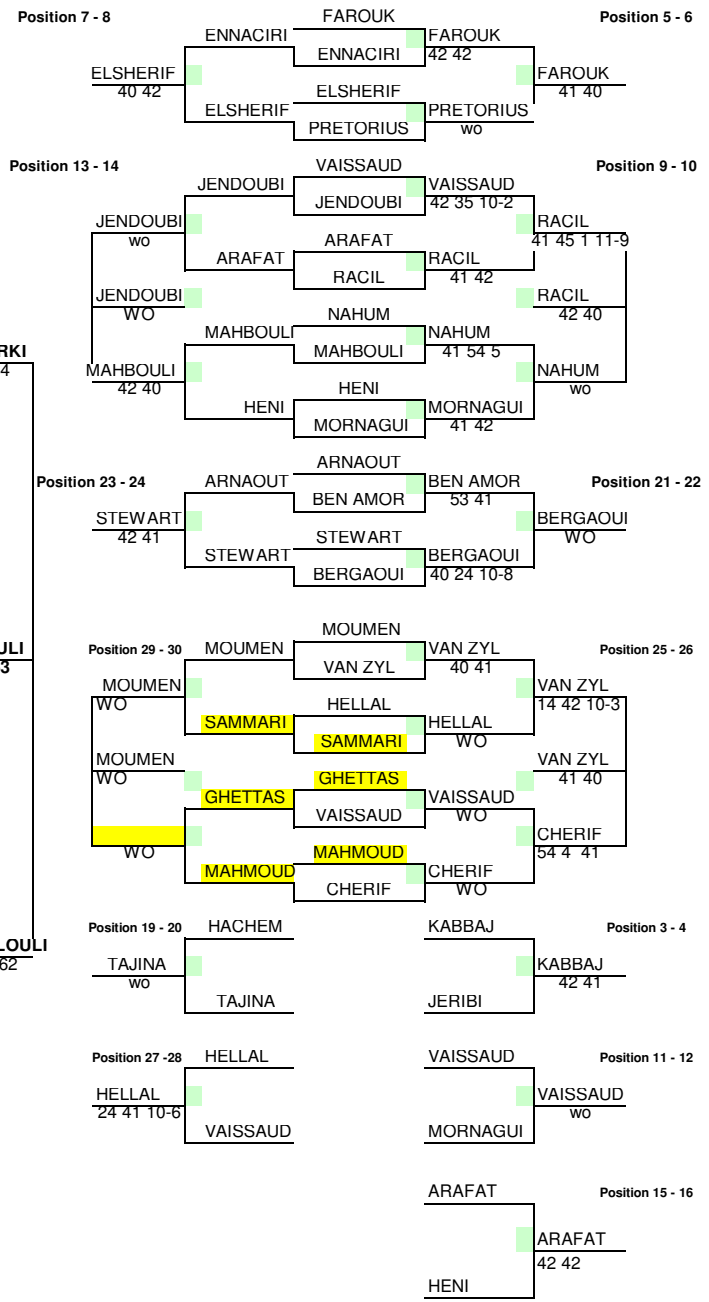 FAROUK
Position 7 - 8
Position 5 - 6
ENNACIRI
FAROUK
ENNACIRI
42 42
ELSHERIF
FAROUK
40 42
ELSHERIF
41 40
ELSHERIF
PRETORIUS
PRETORIUS
wo
VAISSAUD
Position 13 - 14
Position 9 - 10
JENDOUBI
VAISSAUD
JENDOUBI
42 35 10-2
JENDOUBI
RACIL
wo
ARAFAT
41 45 1 11-9
ARAFAT
RACIL
RACIL
41 42
JENDOUBI
RACIL
WO
NAHUM
42 40
MAHBOULI
NAHUM
RKI
MAHBOULI
41 54 5
4
MAHBOULI
NAHUM
42 40
HENI
wo
HENI
MORNAGUI
MORNAGUI
41 42
ARNAOUT
Position 23 - 24
ARNAOUT
BEN AMOR
Position 21 - 22
BEN AMOR
53 41
STEWART
BERGAOUI
42 41
STEWART
WO
STEWART
BERGAOUI
BERGAOUI
40 24 10-8
MOUMEN
ULI
Position 29 - 30
MOUMEN
VAN ZYL
Position 25 - 26
3
VAN ZYL
40 41
MOUMEN
VAN ZYL
WO
HELLAL
14 42 10-3
SAMMARI
HELLAL
SAMMARI
WO
MOUMEN
VAN ZYL
WO
GHETTAS
41 40
GHETTAS
VAISSAUD
VAISSAUD
WO
CHERIF
WO
MAHMOUD
54 4 41
MAHMOUD
CHERIF
CHERIF
WO
Position 19 - 20
HACHEM
KABBAJ
Position 3 - 4
LOULI
62
TAJINA
KABBAJ
wo
42 41
TAJINA
JERIBI
Position 27 -28
HELLAL
VAISSAUD
Position 11 - 12
HELLAL
VAISSAUD
24 41 10-6
wo
VAISSAUD
MORNAGUI
ARAFAT
Position 15 - 16
ARAFAT
42 42
HENI